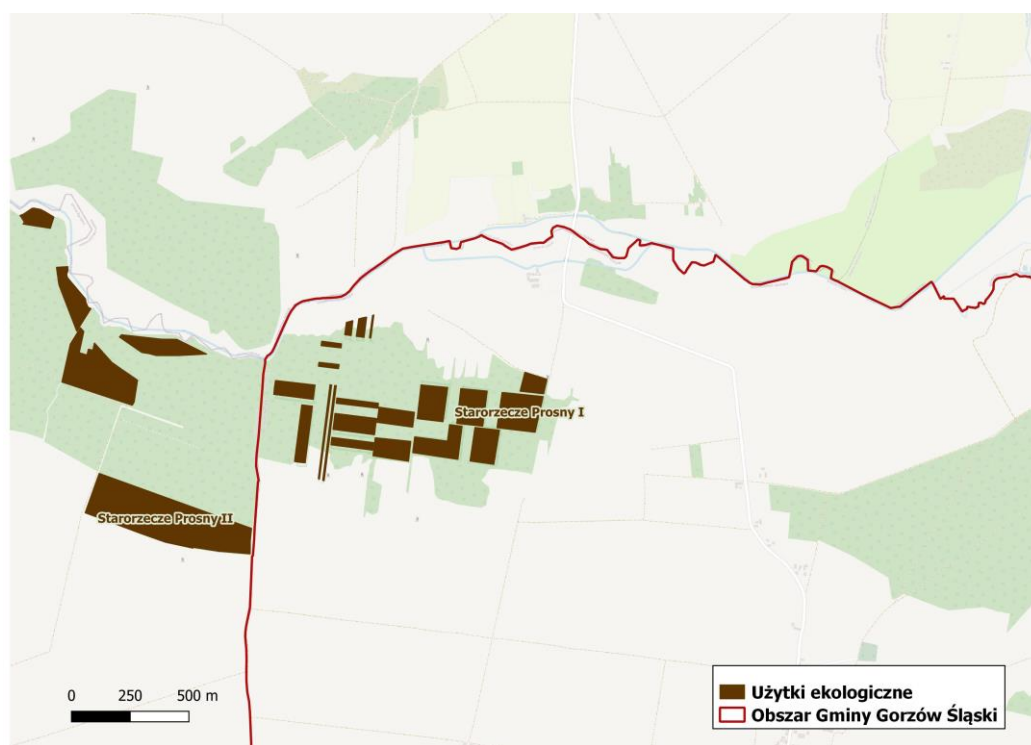 Starorzecze Prosny I
Starorzecze Prosny II
0 250 500 m
Użytki ekologiczne
Obszar Gminy Gorzów Śląski